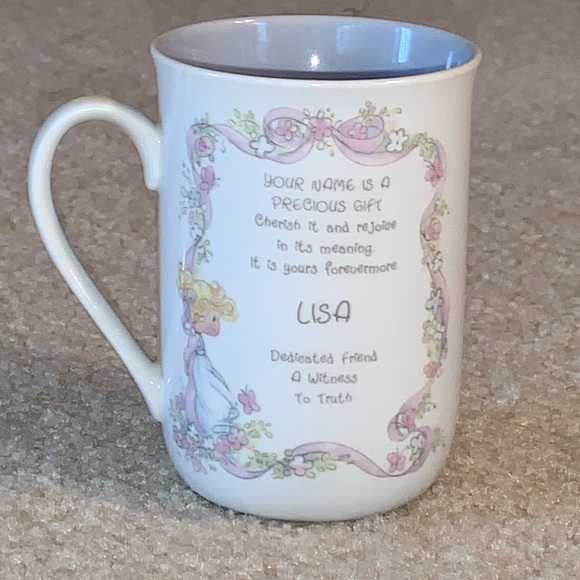 YOUR NAME IS A
PRECIOUS GIFT
Cherish it and rejoice
in its meaning.
It is yours forevermore.
LISA
Dedicated Friend
A Witness
To Truth